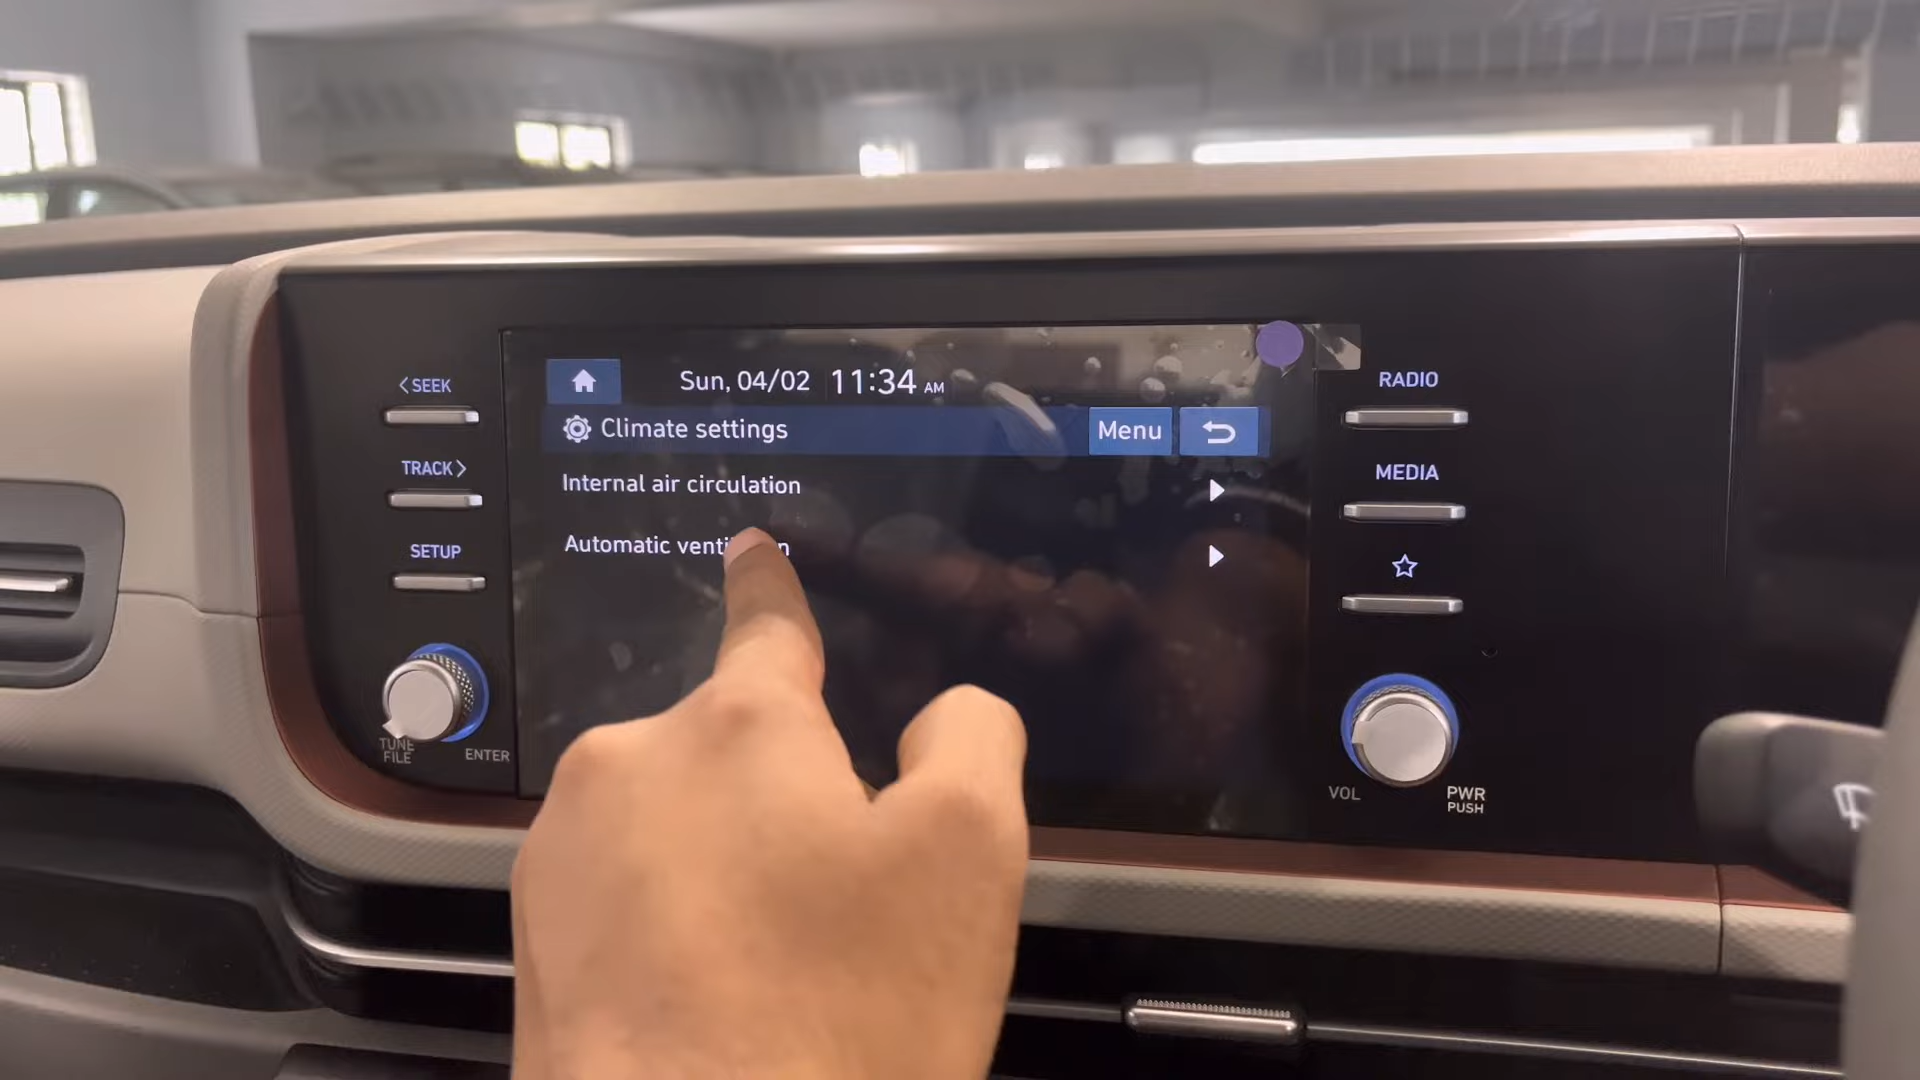 <SEEK
TRACK>
SETUP
TUNE
FILE
ENTER
Sun, 04/02 11:34 AM
Climate settings
Menu
Internal air circulation
Automatic
RADIO
MEDIA
VOL
PWR
PUSH